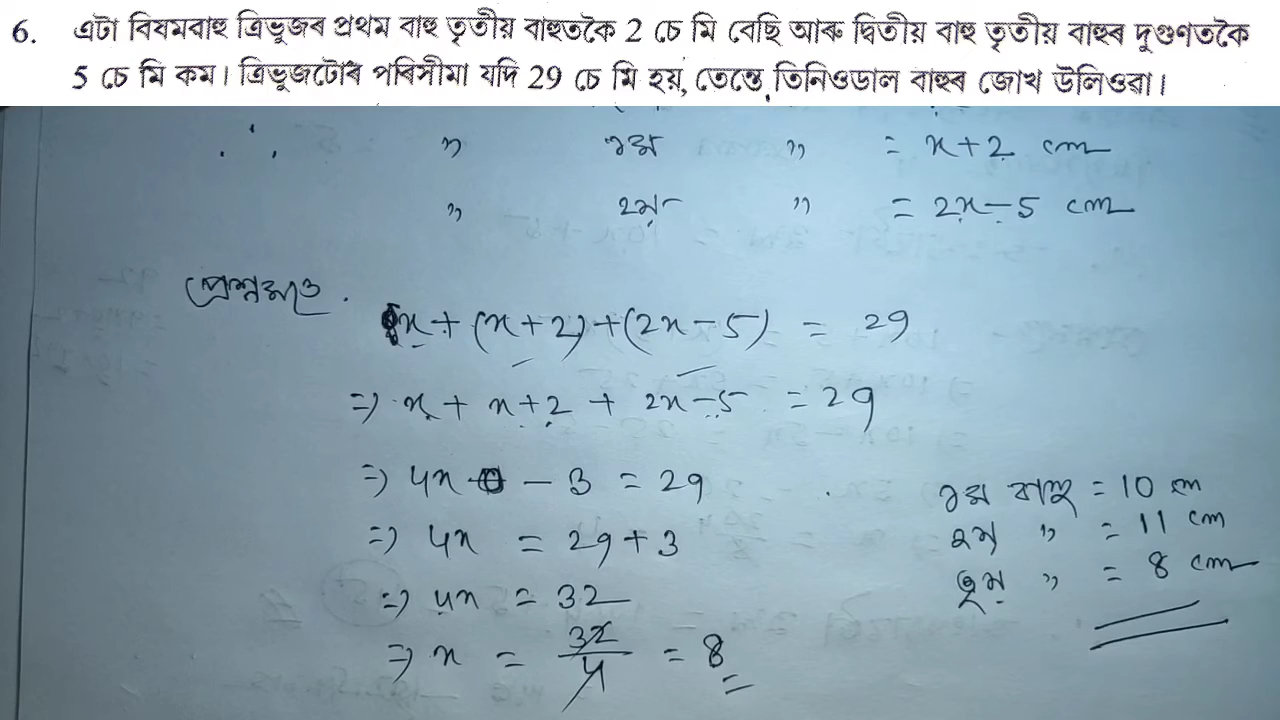 6. এটা বিষমবাহু ত্ৰিভূজৰ প্ৰথম বাহু তৃতীয় বাহুতকৈ 2 চে মি বেছি আৰু দ্বিতীয় বাহু তৃতীয় বাহুৰ দুগুণতকৈ
5 চে মি কম। ত্ৰিভূজটোৰ পৰিসীমা যদি 29 চে মি হয়, তেন্তে তিনিওডাল বাহুৰ জোখ উলিওৱা।
∴ " ১ম " = x+2 cm
" ২য় " = 2x-5 cm
প্ৰশ্নমতে
x + (x+2) + (2x-5) = 29
=> x + x+2 + 2x-5 = 29
=> 4x - 3 = 29
=> 4x = 29+3
=> 4x = 32
=> x = 32/4 = 8
১ম বাহু = 10 cm
২য় " = 11 cm
৩য় " = 8 cm